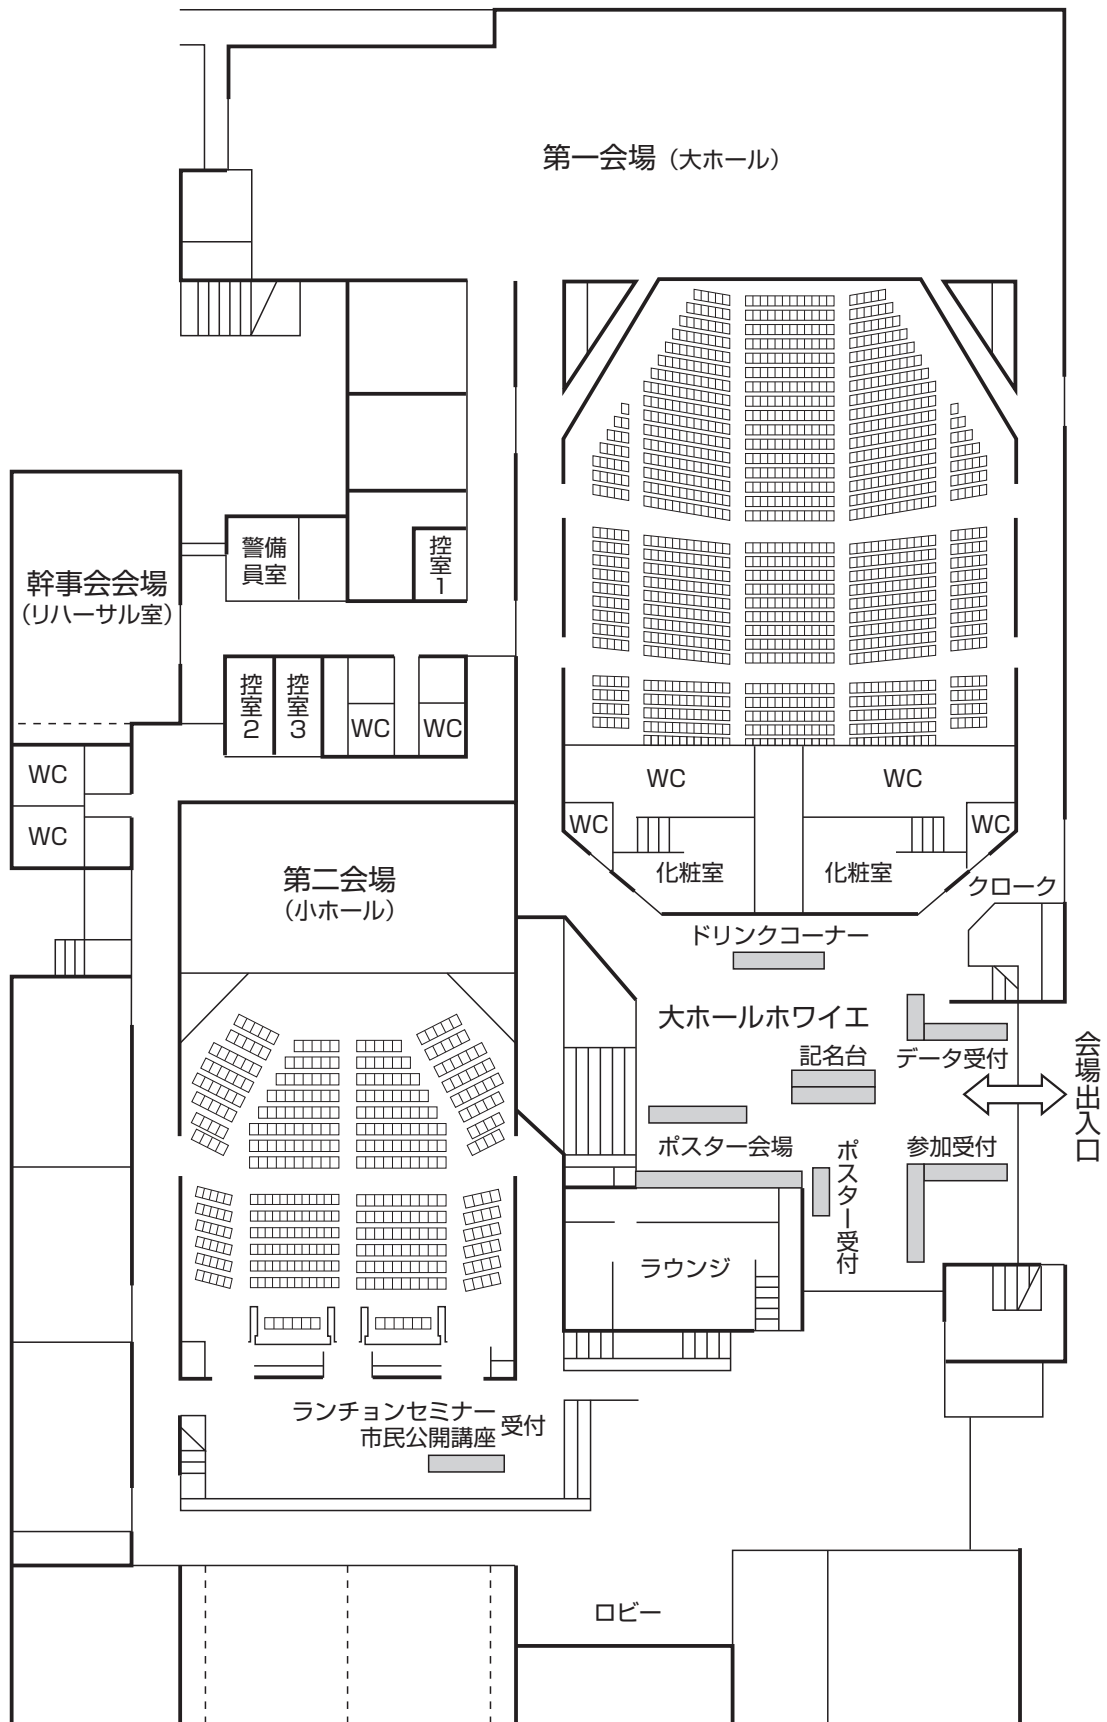 第一会場（大ホール）
警備
員室
控室1
幹事会会場
（リハーサル室）
控室2
控室3
WC
WC
WC
WC
WC
WC
WC
WC
化粧室
化粧室
第二会場
（小ホール）
クローク
ドリンクコーナー
大ホールホワイエ
記名台
データ受付
会場出入口
ポスター会場
ポスター受付
参加受付
ラウンジ
ランチョンセミナー
市民公開講座
受付
ロビー